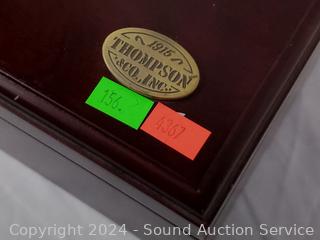 1915
THOMPSON
& CO., INC.
156.
4367
Copyright © 2024 - Sound Auction Service